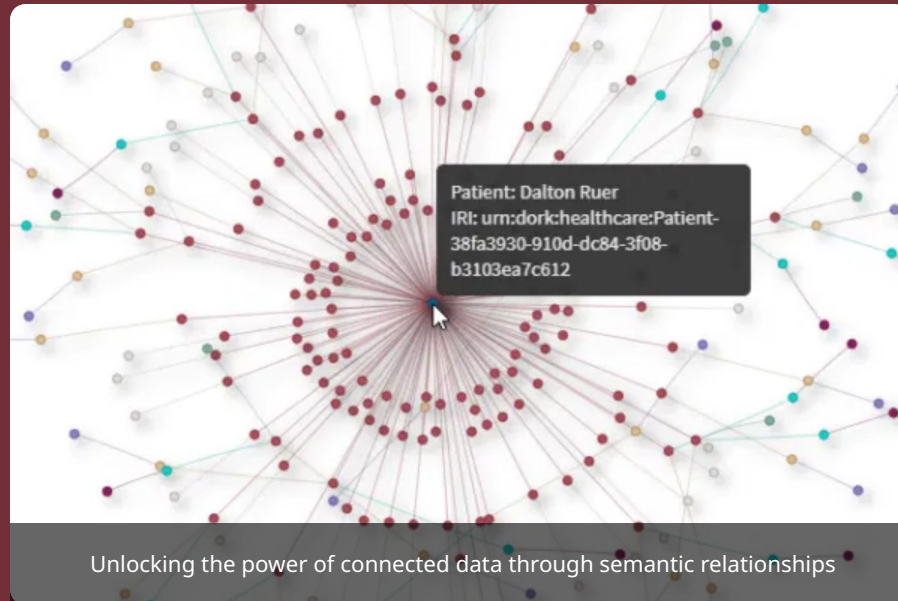 Patient: Dalton Ruer
IRI: urn:dork:healthcare:Patient-
38fa3930-910d-dc84-3f08-
b3103ea7c612
Unlocking the power of connected data through semantic relationships